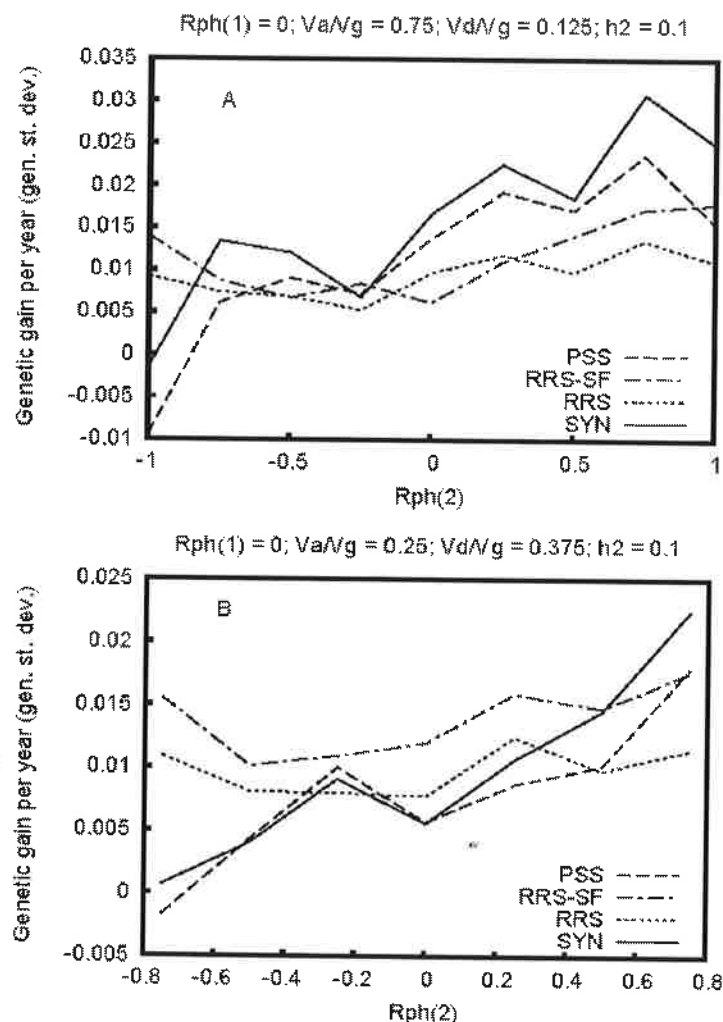 Rph(1) = 0; Va/Vg = 0.75; Vd/Vg = 0.125; h2 = 0.1
Genetic gain per year (gen. st. dev.)
0.035
0.03
0.025
0.02
0.015
0.01
0.005
0
-0.005
-0.01
A
PSS
RRS-SF
RRS
SYN
-1
-0.5
0
0.5
1
Rph(2)
Rph(1) = 0; Va/Vg = 0.25; Vd/Vg = 0.375; h2 = 0.1
Genetic gain per year (gen. st. dev.)
0.025
0.02
0.015
0.01
0.005
0
-0.005
B
PSS
RRS-SF
RRS
SYN
-0.8
-0.6
-0.4
-0.2
0
0.2
0.4
0.6
0.8
Rph(2)